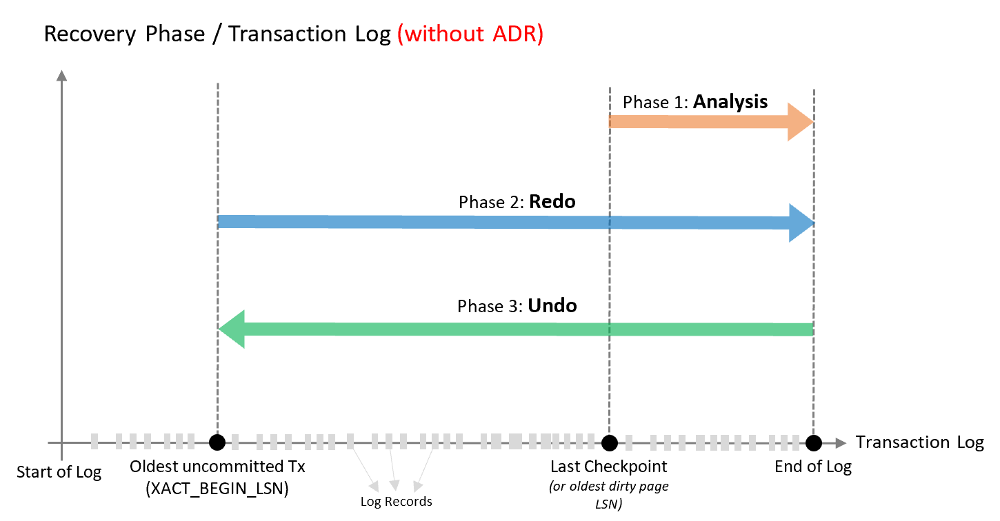 Recovery Phase / Transaction Log (without ADR)
Phase 1: Analysis
Phase 2: Redo
Phase 3: Undo
Transaction Log
Start of Log
Oldest uncommitted Tx
(XACT_BEGIN_LSN)
Log Records
Last Checkpoint
(or oldest dirty page
LSN)
End of Log